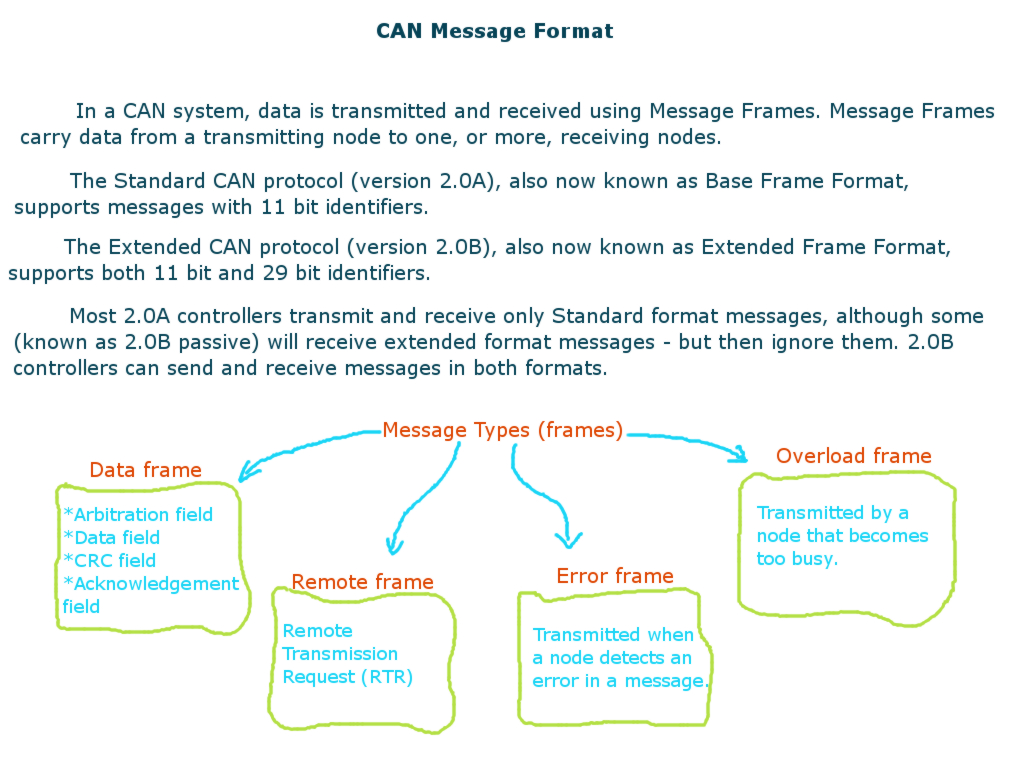 CAN Message Format
In a CAN system, data is transmitted and received using Message Frames. Message Frames
carry data from a transmitting node to one, or more, receiving nodes.
The Standard CAN protocol (version 2.0A), also now known as Base Frame Format,
supports messages with 11 bit identifiers.
The Extended CAN protocol (version 2.0B), also now known as Extended Frame Format,
supports both 11 bit and 29 bit identifiers.
Most 2.0A controllers transmit and receive only Standard format messages, although some
(known as 2.0B passive) will receive extended format messages - but then ignore them. 2.0B
controllers can send and receive messages in both formats.
Message Types (frames)
Data frame
*Arbitration field
*Data field
*CRC field
*Acknowledgement
field
Remote frame
Remote
Transmission
Request (RTR)
Error frame
Transmitted when
a node detects an
error in a message.
Overload frame
Transmitted by a
node that becomes
too busy.